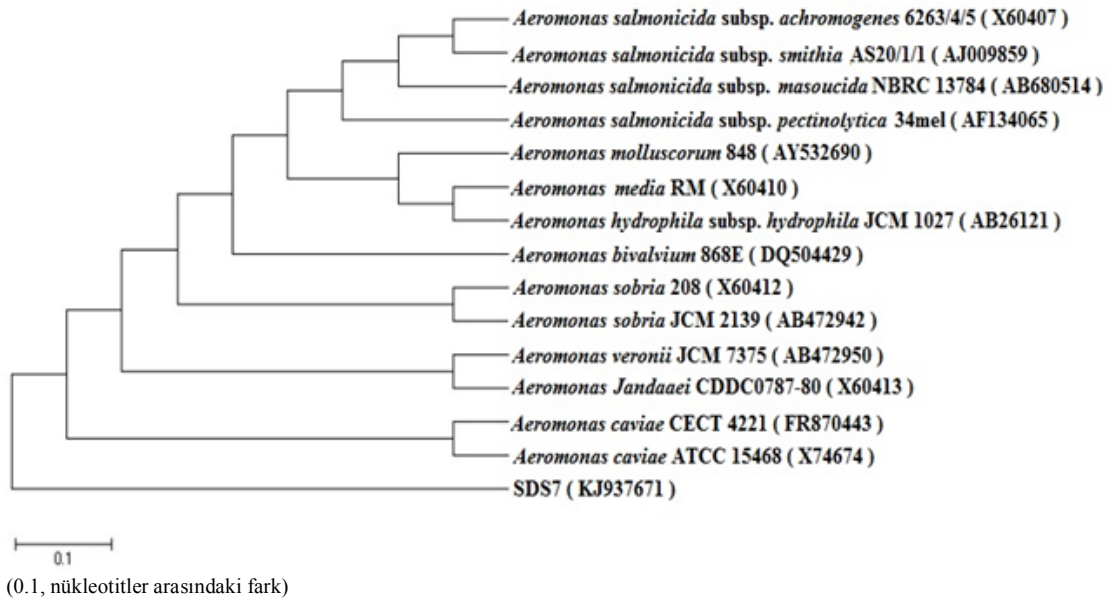 Aeromonas salmonicida subsp. achromogenes 6263/4/5 ( X60407 )
Aeromonas salmonicida subsp. smithia AS20/1/1 ( AJ009859 )
Aeromonas salmonicida subsp. masoucida NBRC 13784 ( AB680514 )
Aeromonas salmonicida subsp. pectinolytica 34mel ( AF134065 )
Aeromonas molluscorum 848 ( AY532690 )
Aeromonas media RM ( X60410 )
Aeromonas hydrophila subsp. hydrophila JCM 1027 ( AB26121 )
Aeromonas bivalvium 868E ( DQ504429 )
Aeromonas sobria 208 ( X60412 )
Aeromonas sobria JCM 2139 ( AB472942 )
Aeromonas veronii JCM 7375 ( AB472950 )
Aeromonas Jandaaei CDDC0787-80 ( X60413 )
Aeromonas caviae CECT 4221 ( FR870443 )
Aeromonas caviae ATCC 15468 ( X74674 )
SDS7 ( KJ937671 )
0.1
(0.1, nükleotitler arasındaki fark)